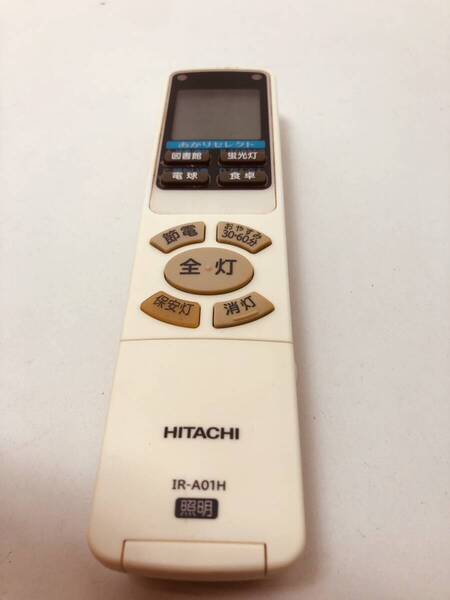 あかりセレクト
図書館 蛍光灯
電球 食卓
節電 おやすみ
30・60分
全灯
保安灯 消灯
HITACHI
IR-A01H
照明